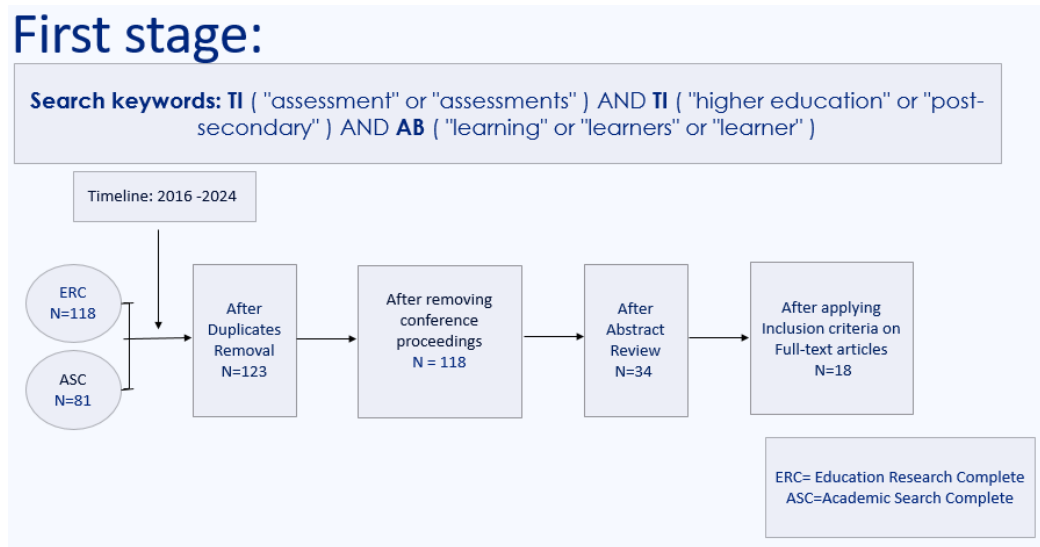 First stage:
Search keywords: TI ( "assessment" or "assessments" ) AND TI ( "higher education" or "post-
secondary" ) AND AB ( "learning" or "learners" or "learner" )
Timeline: 2016 -2024
ERC
N=118
ASC
N=81
After
Duplicates
Removal
N=123
After removing
conference
proceedings
N = 118
After
Abstract
Review
N=34
After applying
Inclusion criteria on
Full-text articles
N=18
ERC= Education Research Complete
ASC=Academic Search Complete